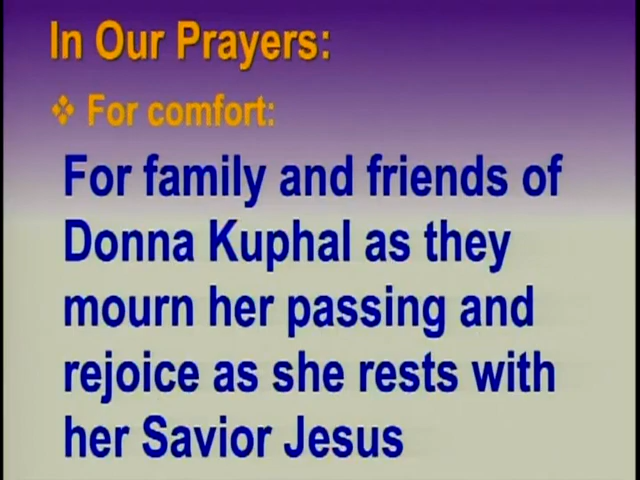 In Our Prayers:
❖ For comfort:
For family and friends of
Donna Kuphal as they
mourn her passing and
rejoice as she rests with
her Savior Jesus